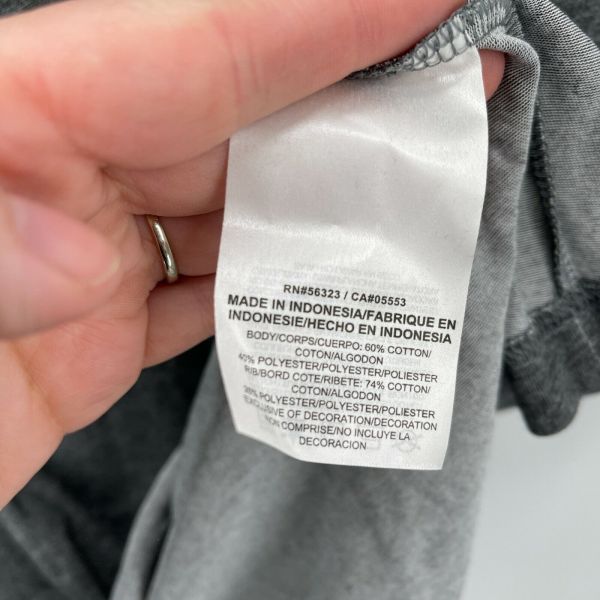 RN#56323 / CA#05553
MADE IN INDONESIA/FABRIQUE EN
INDONESIE/HECHO EN INDONESIA
BODY/CORPS/CUERPO: 60% COTTON/
COTON/ALGODON
40% POLYESTER/POLYESTER/POLIESTER
RIB/BORD COTE/RIBETE: 74% COTTON/
COTON/ALGODON
26% POLYESTER/POLYESTER/POLIESTER
EXCLUSIVE OF DECORATION/DECORATION
NON COMPRISE/NO INCLUYE LA
DECORACION